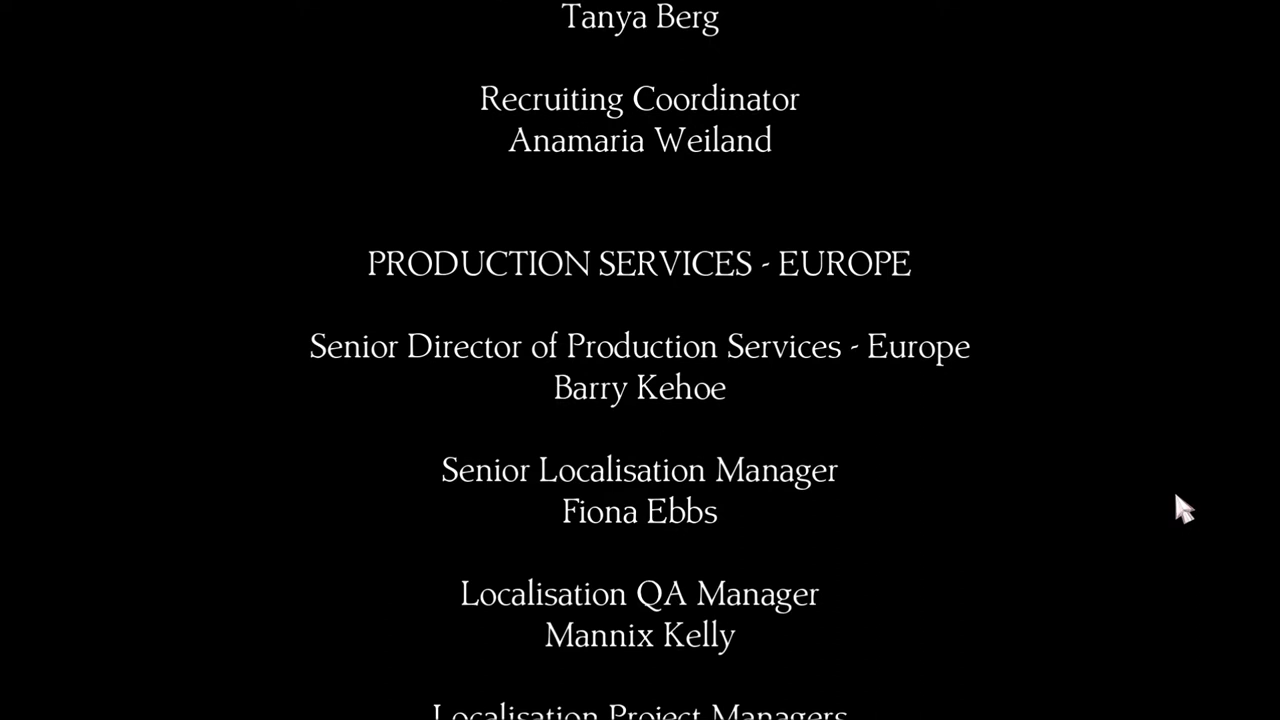 Tanya Berg
Recruiting Coordinator
Anamaria Weiland
PRODUCTION SERVICES - EUROPE
Senior Director of Production Services - Europe
Barry Kehoe
Senior Localisation Manager
Fiona Ebbs
Localisation QA Manager
Mannix Kelly
Localisation Project Managers